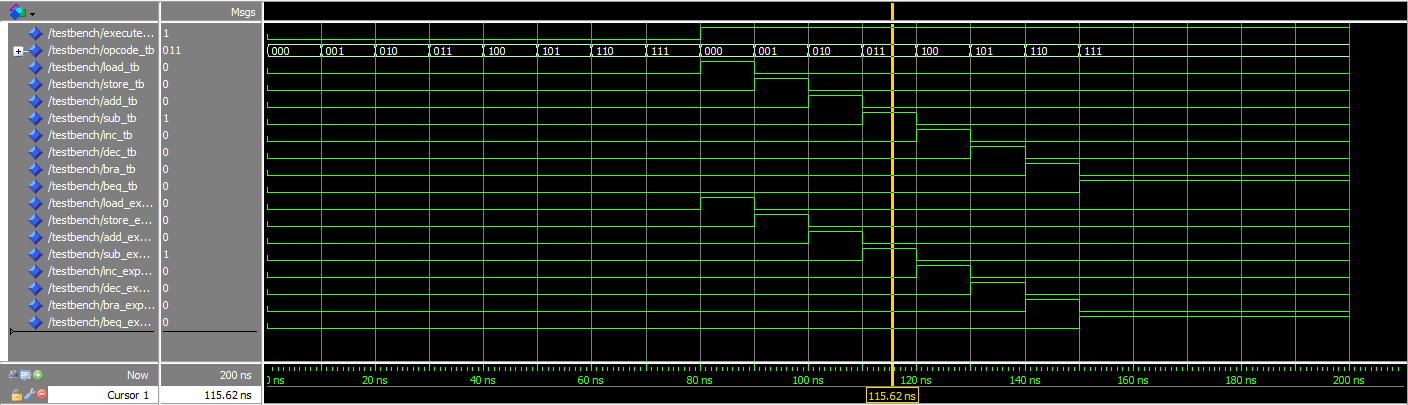 Msgs
/testbench/execute... 1
/testbench/opcode_tb 011 000 001 010 011 100 101 110 111 000 001 010 011 100 101 110 111
/testbench/load_tb 0
/testbench/store_tb 0
/testbench/add_tb 0
/testbench/sub_tb 1
/testbench/inc_tb 0
/testbench/dec_tb 0
/testbench/bra_tb 0
/testbench/beq_tb 0
/testbench/load_ex... 0
/testbench/store_e... 0
/testbench/add_ex... 0
/testbench/sub_ex... 1
/testbench/inc_exp... 0
/testbench/dec_ex... 0
/testbench/bra_exp... 0
/testbench/beq_ex... 0
Now 200 ns 0 ns 20 ns 40 ns 60 ns 80 ns 100 ns 120 ns 140 ns 160 ns 180 ns 200 ns
Cursor 1 115.62 ns 115.62 ns